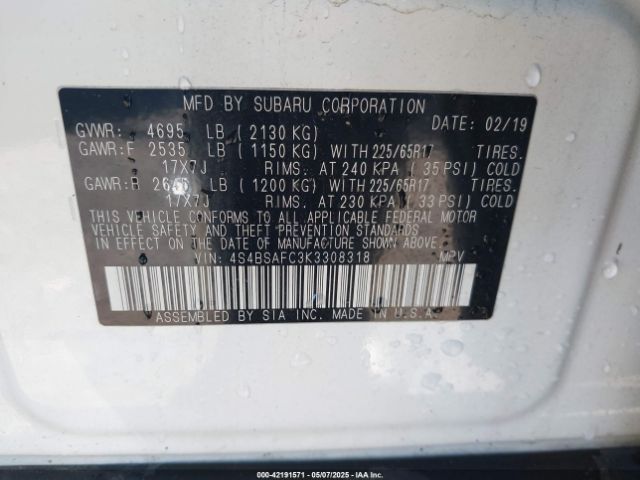 MFD BY SUBARU CORPORATION
GVWR: 4695 LB (2130 KG) DATE: 02/19
GAWR:F 2535 LB (1150 KG) WITH 225/65R17 TIRES.
17X7J RIMS. AT 240 KPA (35 PSI) COLD
GAWR:R LB (1200 KG) WITH 225/65R17 TIRES.
17X7J RIMS. AT 230 KPA (33 PSI) COLD
THIS VEHICLE CONFORMS TO ALL APPLICABLE FEDERAL MOTOR
VEHICLE SAFETY AND THEFT PREVENTION STANDARDS
IN EFFECT ON THE DATE OF MANUFACTURE SHOWN ABOVE.
VIN: 4S4BSAFC3K3308318 MPV
ASSEMBLED BY SIA INC. MADE IN U.S.A.
000-42191571 - 05/07/2025 - IAAI.COM